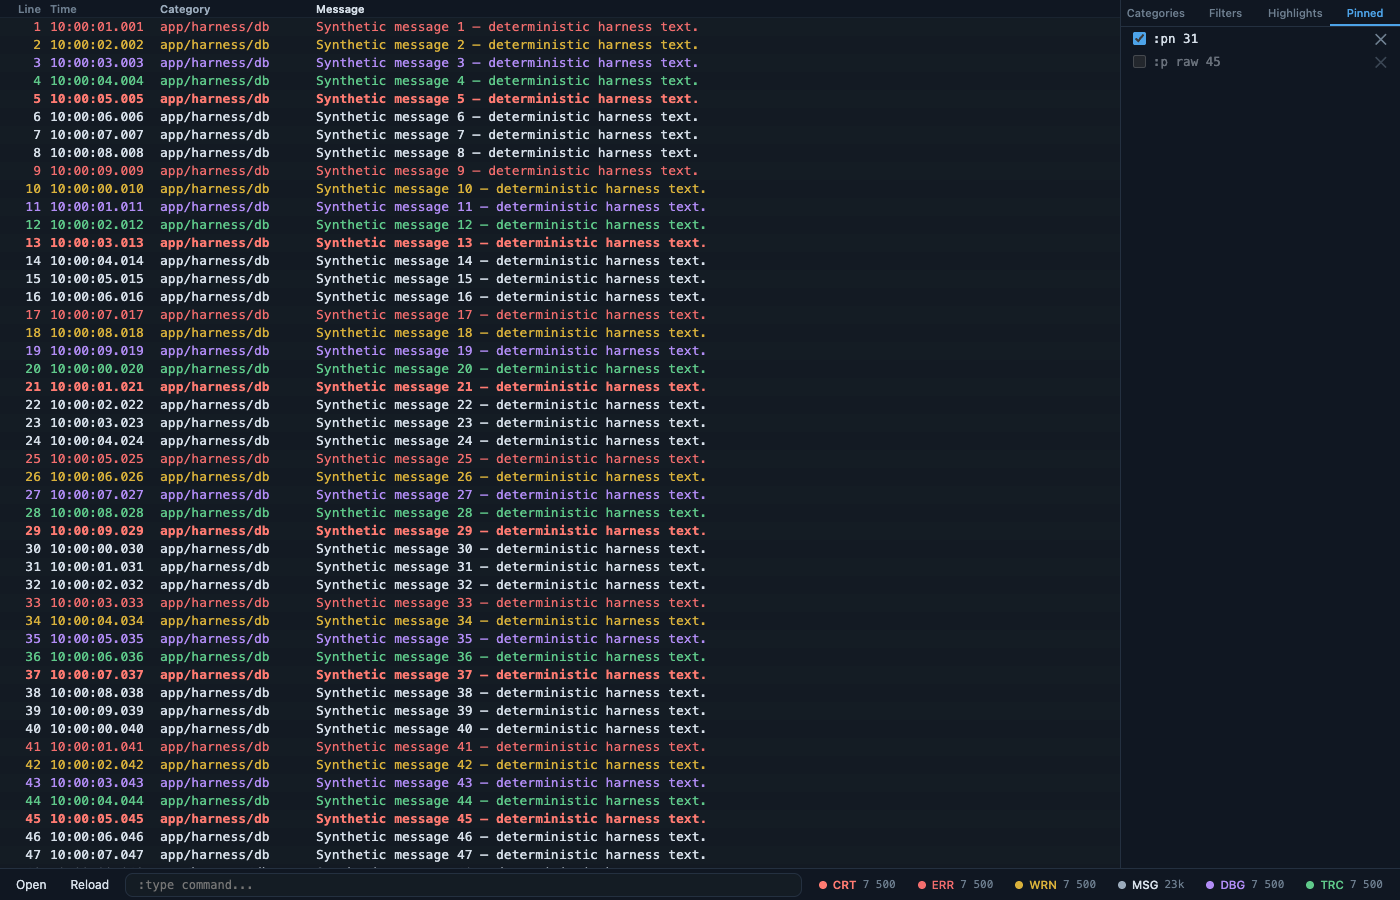 Line Time Category Message
1 10:00:01.001 app/harness/db Synthetic message 1 — deterministic harness text.
2 10:00:02.002 app/harness/db Synthetic message 2 — deterministic harness text.
3 10:00:03.003 app/harness/db Synthetic message 3 — deterministic harness text.
4 10:00:04.004 app/harness/db Synthetic message 4 — deterministic harness text.
5 10:00:05.005 app/harness/db Synthetic message 5 — deterministic harness text.
6 10:00:06.006 app/harness/db Synthetic message 6 — deterministic harness text.
7 10:00:07.007 app/harness/db Synthetic message 7 — deterministic harness text.
8 10:00:08.008 app/harness/db Synthetic message 8 — deterministic harness text.
9 10:00:09.009 app/harness/db Synthetic message 9 — deterministic harness text.
10 10:00:00.010 app/harness/db Synthetic message 10 — deterministic harness text.
11 10:00:01.011 app/harness/db Synthetic message 11 — deterministic harness text.
12 10:00:02.012 app/harness/db Synthetic message 12 — deterministic harness text.
13 10:00:03.013 app/harness/db Synthetic message 13 — deterministic harness text.
14 10:00:04.014 app/harness/db Synthetic message 14 — deterministic harness text.
15 10:00:05.015 app/harness/db Synthetic message 15 — deterministic harness text.
16 10:00:06.016 app/harness/db Synthetic message 16 — deterministic harness text.
17 10:00:07.017 app/harness/db Synthetic message 17 — deterministic harness text.
18 10:00:08.018 app/harness/db Synthetic message 18 — deterministic harness text.
19 10:00:09.019 app/harness/db Synthetic message 19 — deterministic harness text.
20 10:00:00.020 app/harness/db Synthetic message 20 — deterministic harness text.
21 10:00:01.021 app/harness/db Synthetic message 21 — deterministic harness text.
22 10:00:02.022 app/harness/db Synthetic message 22 — deterministic harness text.
23 10:00:03.023 app/harness/db Synthetic message 23 — deterministic harness text.
24 10:00:04.024 app/harness/db Synthetic message 24 — deterministic harness text.
25 10:00:05.025 app/harness/db Synthetic message 25 — deterministic harness text.
26 10:00:06.026 app/harness/db Synthetic message 26 — deterministic harness text.
27 10:00:07.027 app/harness/db Synthetic message 27 — deterministic harness text.
28 10:00:08.028 app/harness/db Synthetic message 28 — deterministic harness text.
29 10:00:09.029 app/harness/db Synthetic message 29 — deterministic harness text.
30 10:00:00.030 app/harness/db Synthetic message 30 — deterministic harness text.
31 10:00:01.031 app/harness/db Synthetic message 31 — deterministic harness text.
32 10:00:02.032 app/harness/db Synthetic message 32 — deterministic harness text.
33 10:00:03.033 app/harness/db Synthetic message 33 — deterministic harness text.
34 10:00:04.034 app/harness/db Synthetic message 34 — deterministic harness text.
35 10:00:05.035 app/harness/db Synthetic message 35 — deterministic harness text.
36 10:00:06.036 app/harness/db Synthetic message 36 — deterministic harness text.
37 10:00:07.037 app/harness/db Synthetic message 37 — deterministic harness text.
38 10:00:08.038 app/harness/db Synthetic message 38 — deterministic harness text.
39 10:00:09.039 app/harness/db Synthetic message 39 — deterministic harness text.
40 10:00:00.040 app/harness/db Synthetic message 40 — deterministic harness text.
41 10:00:01.041 app/harness/db Synthetic message 41 — deterministic harness text.
42 10:00:02.042 app/harness/db Synthetic message 42 — deterministic harness text.
43 10:00:03.043 app/harness/db Synthetic message 43 — deterministic harness text.
44 10:00:04.044 app/harness/db Synthetic message 44 — deterministic harness text.
45 10:00:05.045 app/harness/db Synthetic message 45 — deterministic harness text.
46 10:00:06.046 app/harness/db Synthetic message 46 — deterministic harness text.
47 10:00:07.047 app/harness/db Synthetic message 47 — deterministic harness text.
Categories Filters Highlights Pinned
:pn 31
:p raw 45
Open Reload :type command... CRT 7 500 ERR 7 500 WRN 7 500 MSG 23k DBG 7 500 TRC 7 500